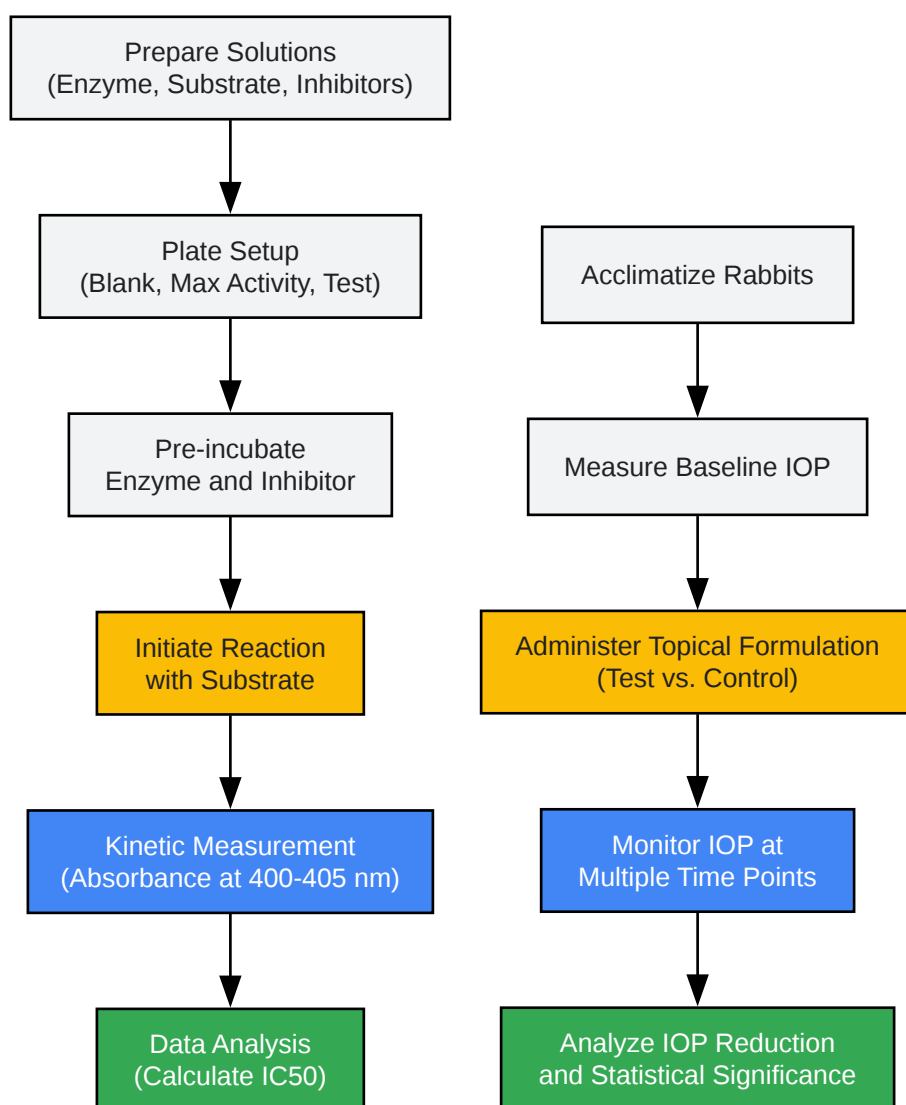 Prepare Solutions
(Enzyme, Substrate, Inhibitors)
Plate Setup
(Blank, Max Activity, Test)
Pre-incubate
Enzyme and Inhibitor
Initiate Reaction
with Substrate
Kinetic Measurement
(Absorbance at 400-405 nm)
Data Analysis
(Calculate IC50)
Acclimatize Rabbits
Measure Baseline IOP
Administer Topical Formulation
(Test vs. Control)
Monitor IOP at
Multiple Time Points
Analyze IOP Reduction
and Statistical Significance